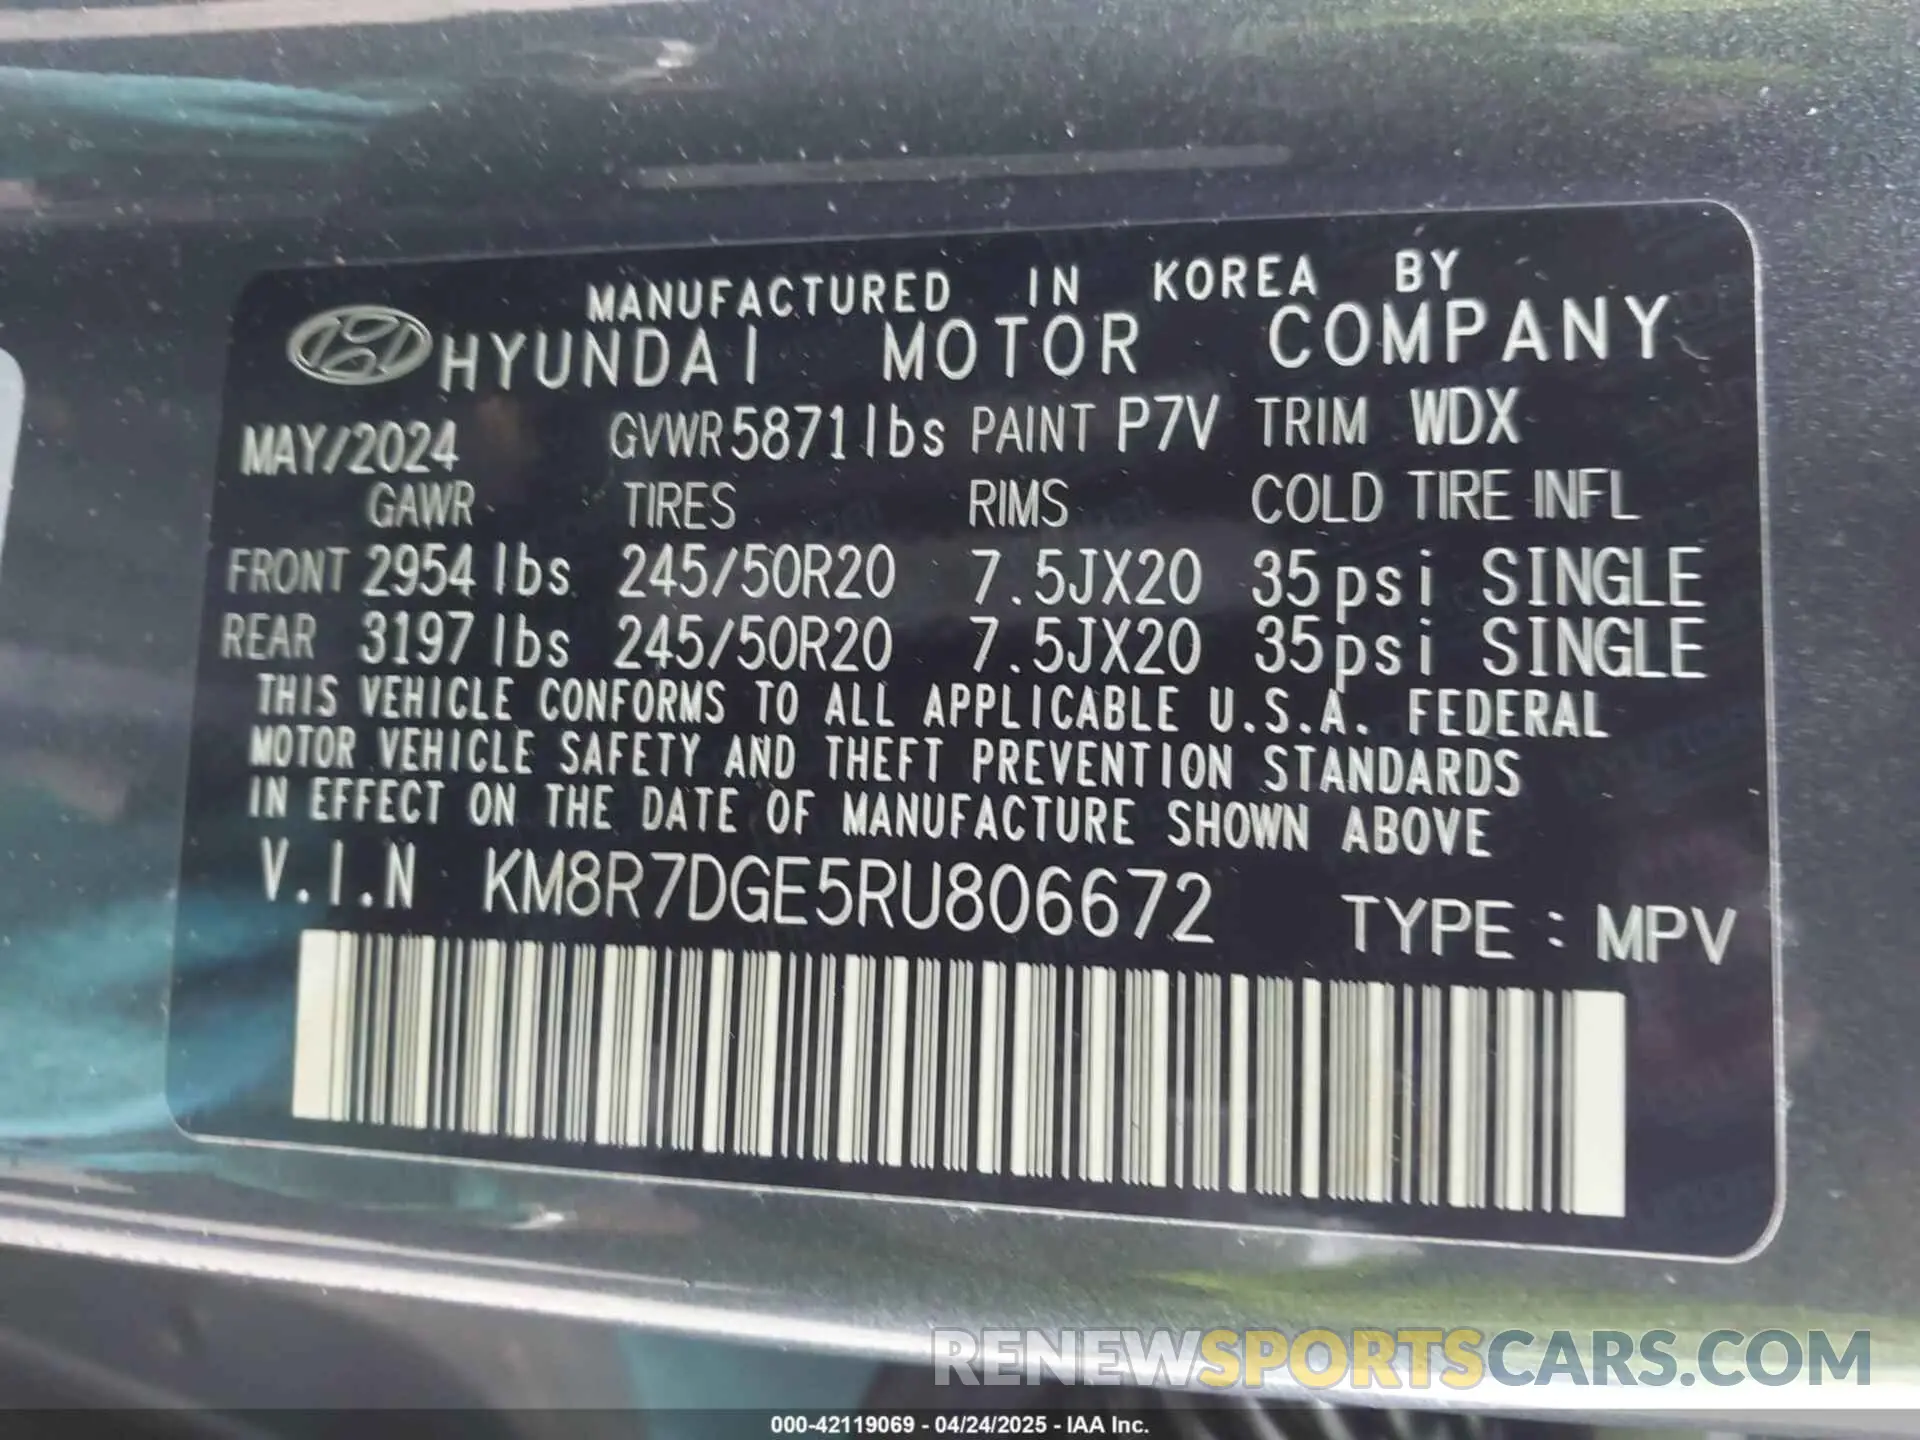 MANUFACTURED IN KOREA BY
HYUNDAI MOTOR COMPANY
MAY/2024 GVWR 5871 lbs PAINT P7V TRIM WDX
GAWR TIRES RIMS COLD TIRE INFL
FRONT 2954 lbs 245/50R20 7.5JX20 35psi SINGLE
REAR 3197 lbs 245/50R20 7.5JX20 35psi SINGLE
THIS VEHICLE CONFORMS TO ALL APPLICABLE U.S.A. FEDERAL
MOTOR VEHICLE SAFETY AND THEFT PREVENTION STANDARDS
IN EFFECT ON THE DATE OF MANUFACTURE SHOWN ABOVE
V.I.N KM8R7DGE5RU806672 TYPE : MPV
RENEWSPORTSCARS.COM
000-42119069 - 04/24/2025 - IAA Inc.